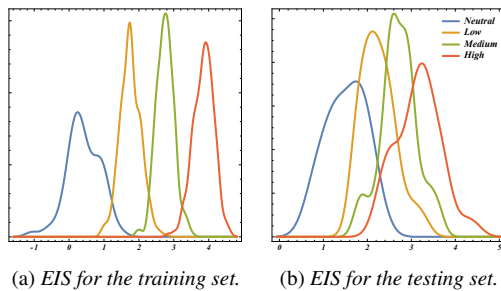 Neutral
Low
Medium
High
-1 0 1 2 3 4
0 1 2 3 4 5
(a) EIS for the training set.
(b) EIS for the testing set.